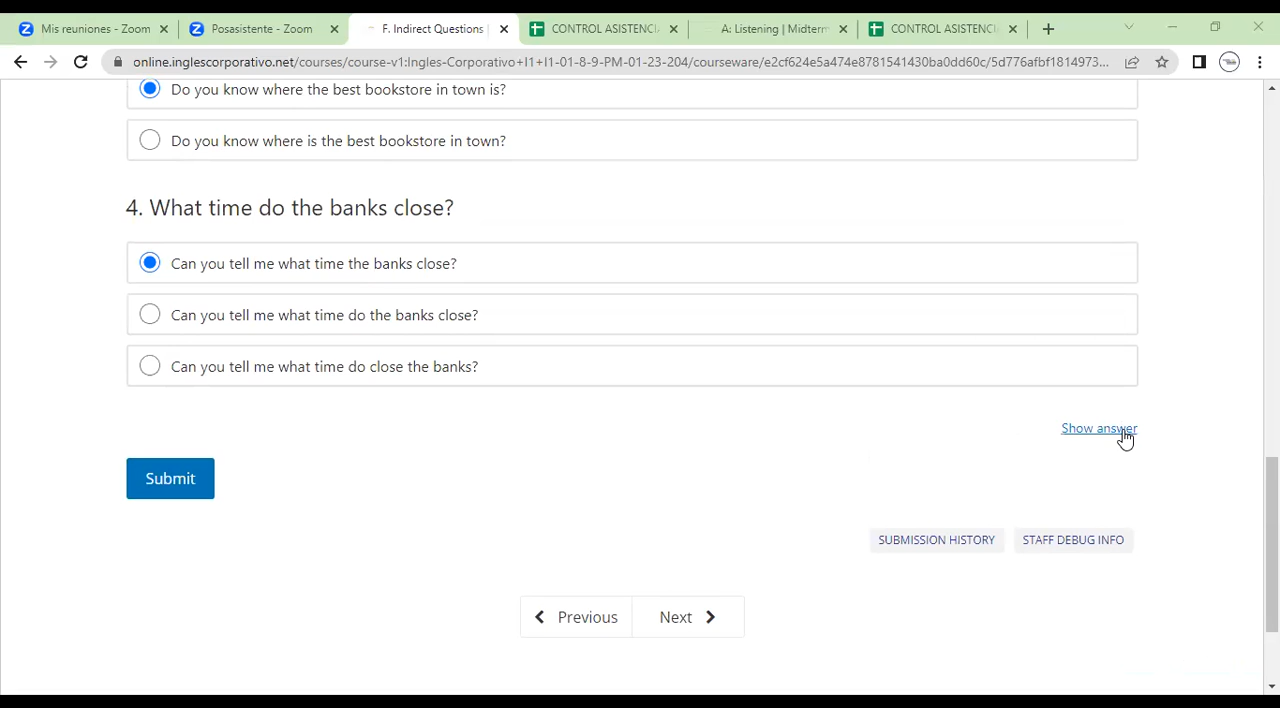 Mis reuniones - Zoom
Posasistente - Zoom
F. Indirect Questions
CONTROL ASISTENCI
A: Listening | Midterm
CONTROL ASISTENC
online.inglescorporativo.net/courses/course-v1:Ingles-Corporativo+I1+I1-01-8-9-PM-01-23-204/courseware/e2cf624e5a474e8781541430ba0dd60c/5d776afbf1814973...
Do you know where the best bookstore in town is?
Do you know where is the best bookstore in town?
4. What time do the banks close?
Can you tell me what time the banks close?
Can you tell me what time do the banks close?
Can you tell me what time do close the banks?
Show answer
Submit
SUBMISSION HISTORY
STAFF DEBUG INFO
Previous
Next